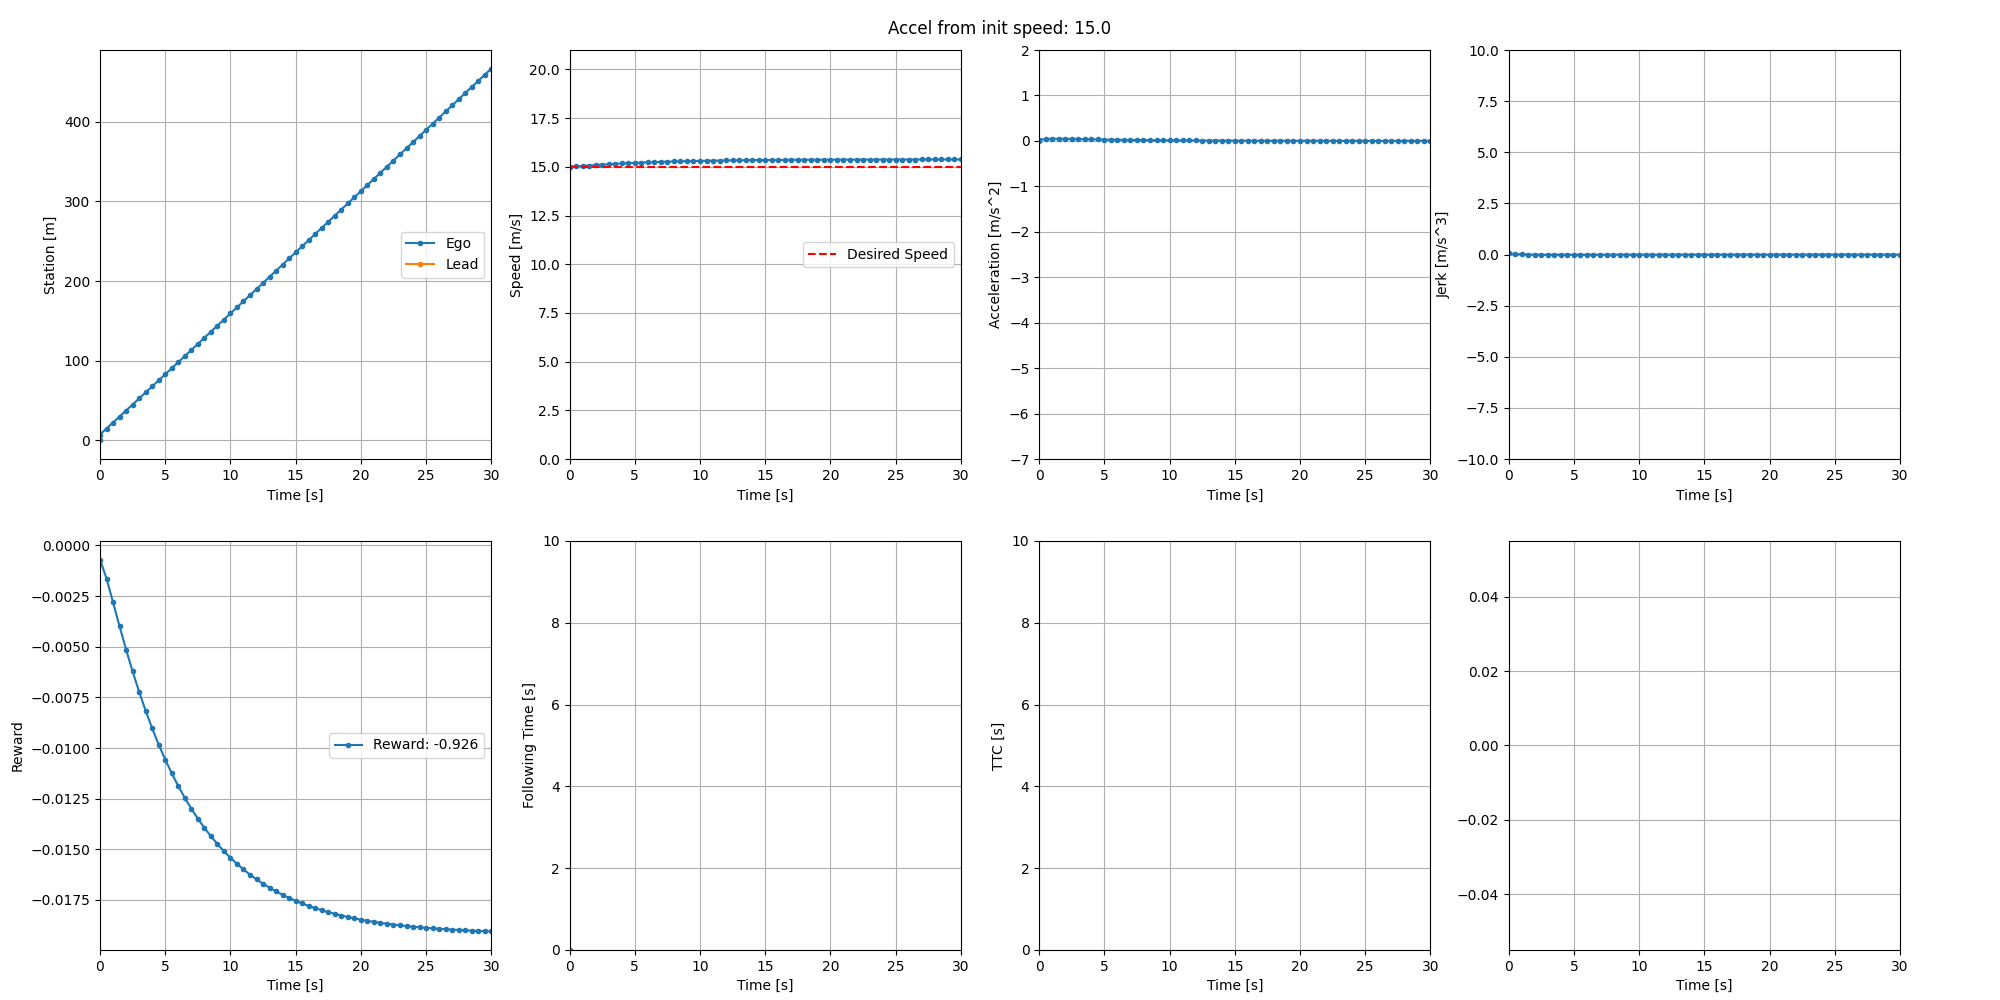 Accel from init speed: 15.0
Station [m]
400
300
200
100
0
0 5 10 15 20 25 30
Time [s]
Ego
Lead
Speed [m/s]
20.0
17.5
15.0
12.5
10.0
7.5
5.0
2.5
0.0
0 5 10 15 20 25 30
Time [s]
Desired Speed
Acceleration [m/s^2]
2
1
0
−1
−2
−3
−4
−5
−6
−7
0 5 10 15 20 25 30
Time [s]
Jerk [m/s^3]
10.0
7.5
5.0
2.5
0.0
−2.5
−5.0
−7.5
−10.0
0 5 10 15 20 25 30
Time [s]
Reward
0.0000
−0.0025
−0.0050
−0.0075
−0.0100
−0.0125
−0.0150
−0.0175
0 5 10 15 20 25 30
Time [s]
Reward: -0.926
Following Time [s]
10
8
6
4
2
0
0 5 10 15 20 25 30
Time [s]
TTC [s]
10
8
6
4
2
0
0 5 10 15 20 25 30
Time [s]
0.04
0.02
0.00
−0.02
−0.04
0 5 10 15 20 25 30
Time [s]